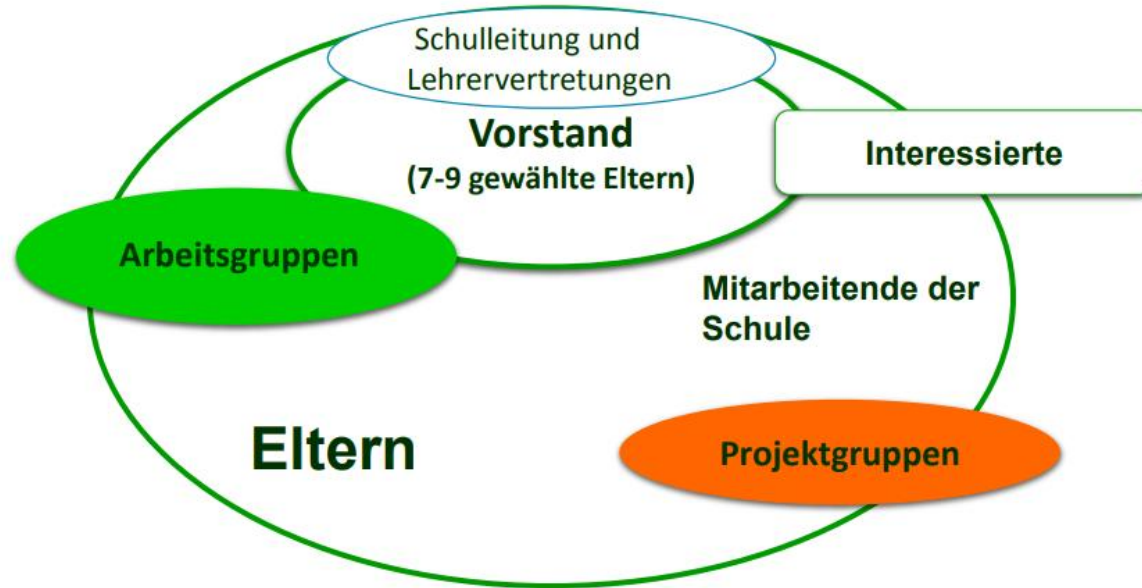 Schulleitung und
Lehrervertretungen
Vorstand
(7-9 gewählte Eltern)
Interessierte
Arbeitsgruppen
Mitarbeitende der
Schule
Eltern
Projektgruppen